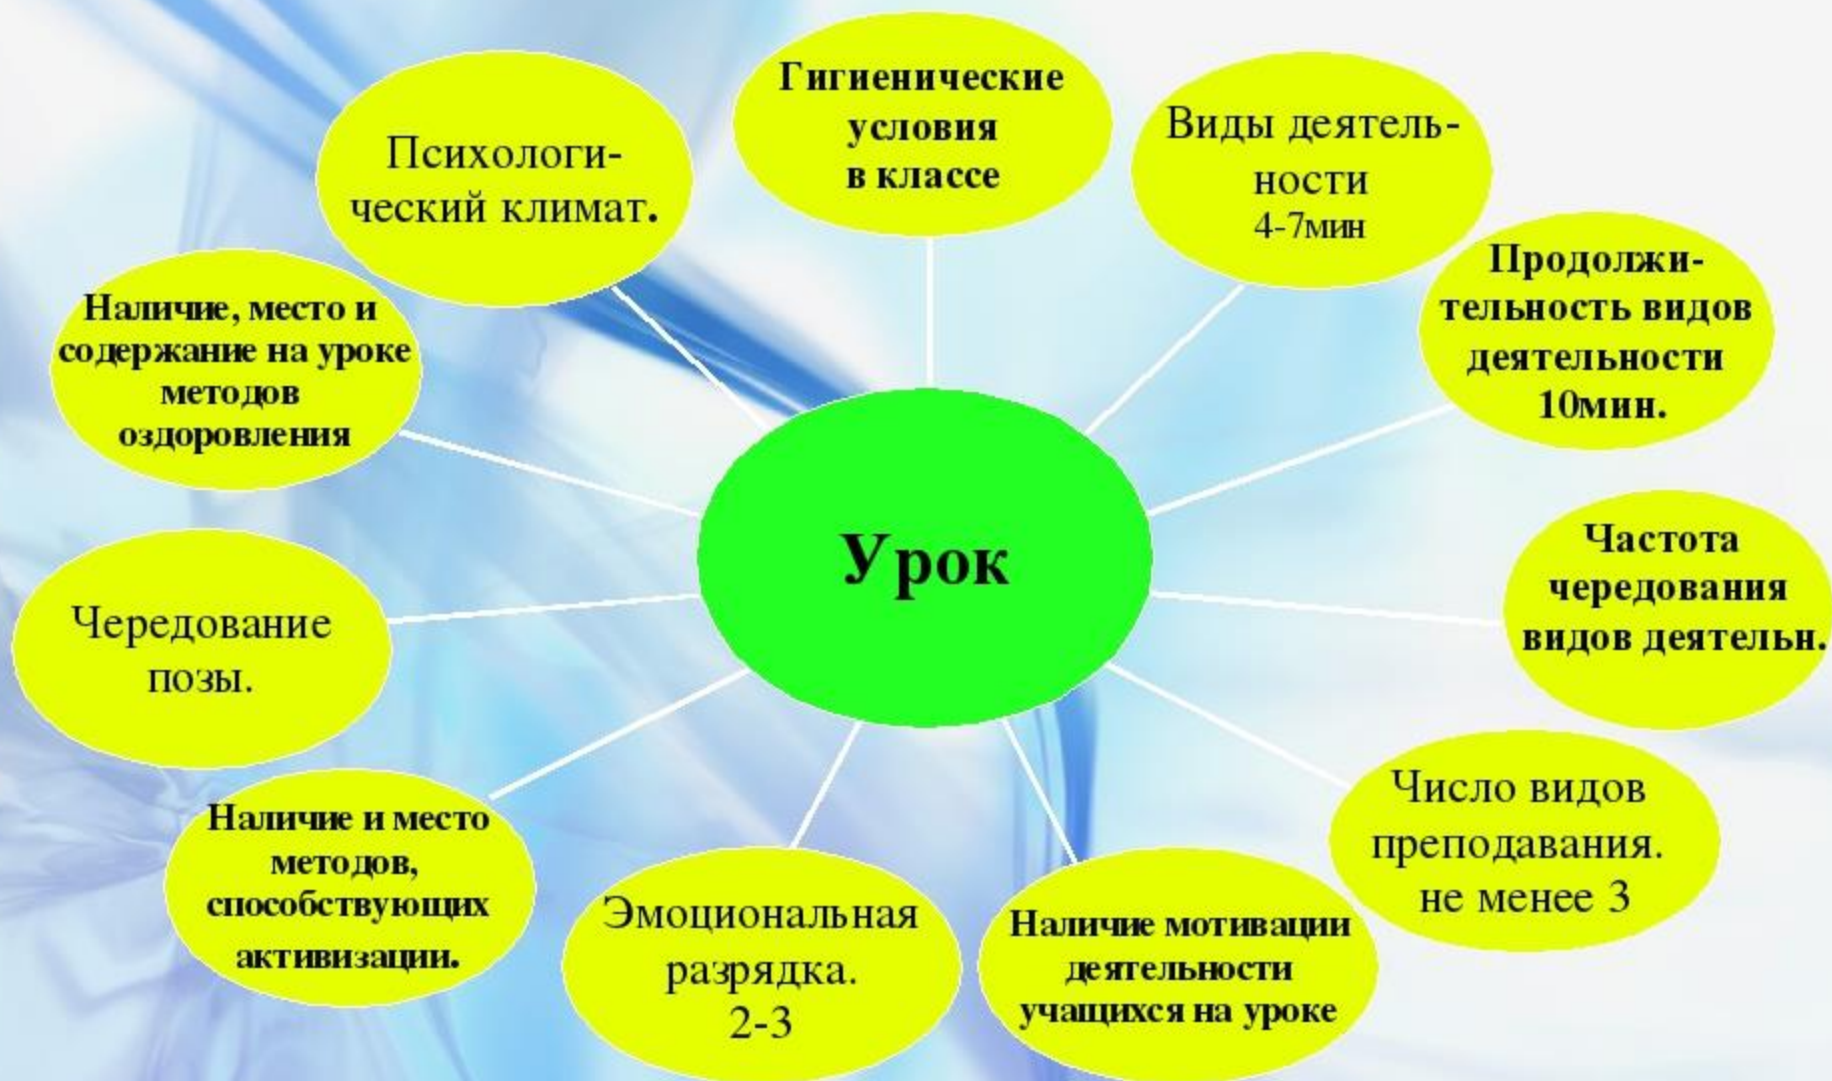 Гигиенические
условия
в классе
Виды деятель-
ности
4-7мин
Продолжи-
тельность видов
деятельности
10мин.
Частота
чередования
видов деятельн.
Число видов
преподавания.
не менее 3
Наличие мотивации
деятельности
учащихся на уроке
Эмоциональная
разрядка.
2-3
Наличие и место
методов,
способствующих
активизации.
Чередование
позы.
Наличие, место и
содержание на уроке
методов
оздоровления
Психологи-
ческий климат.
Урок